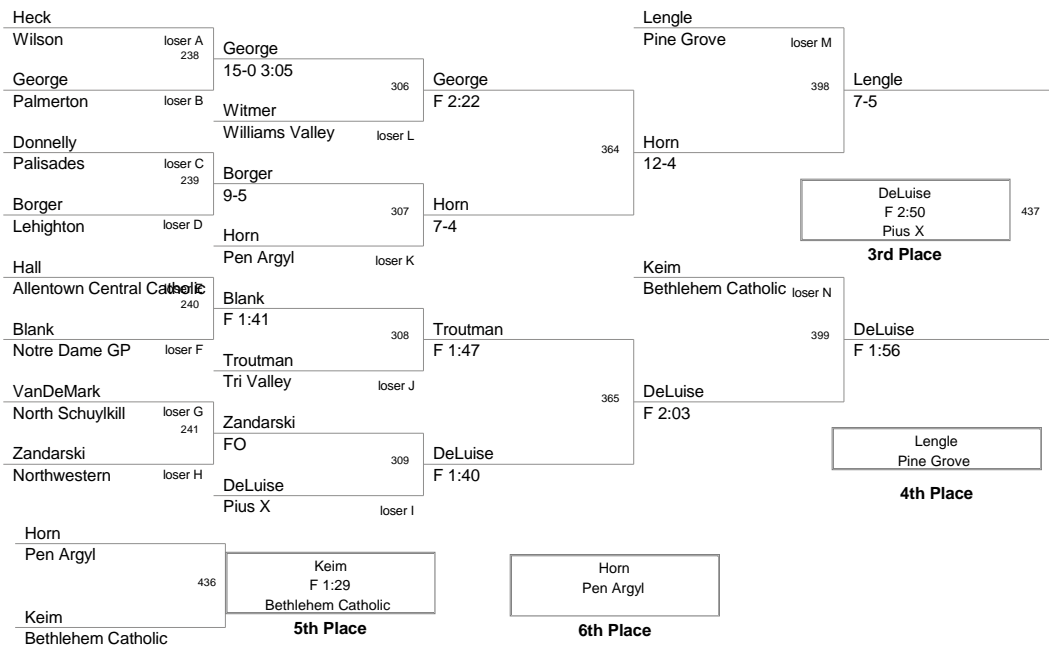 Heck
Wilson
loser A
238
George
Palmerton
loser B
George
15-0 3:05
306
Witmer
Williams Valley
loser L
George
F 2:22
Donnelly
Palisades
loser C
239
Borger
Lehighton
loser D
Borger
9-5
307
Horn
Pen Argyl
loser K
Horn
7-4
364
Horn
12-4
Lengle
Pine Grove
loser M
398
Lengle
7-5
DeLuise
F 2:50
Pius X
437
3rd Place
Hall
Allentown Central Catholic
loser E
240
Blank
Notre Dame GP
loser F
Blank
F 1:41
308
Troutman
Tri Valley
loser J
Troutman
F 1:47
VanDeMark
North Schuylkill
loser G
241
Zandarski
Northwestern
loser H
Zandarski
FO
309
DeLuise
Pius X
loser I
DeLuise
F 1:40
365
DeLuise
F 2:03
Keim
Bethlehem Catholic
loser N
399
DeLuise
F 1:56
Lengle
Pine Grove
4th Place
Horn
Pen Argyl
436
Keim
Bethlehem Catholic
Keim
F 1:29
Bethlehem Catholic
5th Place
Horn
Pen Argyl
6th Place